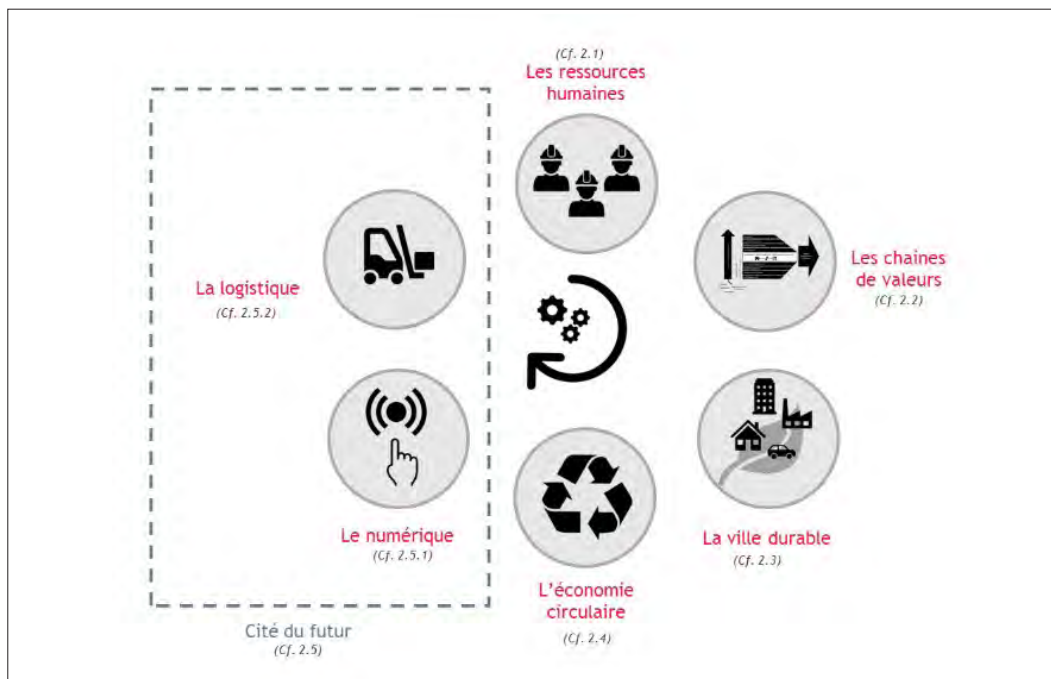 (Cf. 2.1)
Les ressources
humaines
Les chaines
de valeurs
(Cf. 2.2)
La ville durable
(Cf. 2.3)
L'économie
circulaire
(Cf. 2.4)
La logistique
(Cf. 2.5.2)
Le numérique
(Cf. 2.5.1)
Cité du futur
(Cf. 2.5)